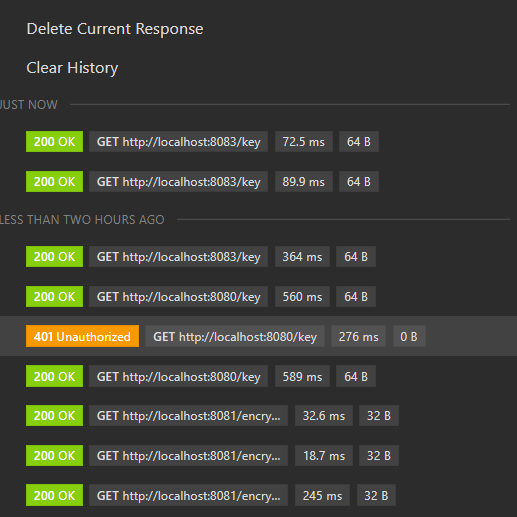 Delete Current Response
Clear History
JUST NOW
200 OK GET http://localhost:8083/key 72.5 ms 64 B
200 OK GET http://localhost:8083/key 89.9 ms 64 B
LESS THAN TWO HOURS AGO
200 OK GET http://localhost:8083/key 364 ms 64 B
200 OK GET http://localhost:8080/key 560 ms 64 B
401 Unauthorized GET http://localhost:8080/key 276 ms 0 B
200 OK GET http://localhost:8080/key 589 ms 64 B
200 OK GET http://localhost:8081/encry... 32.6 ms 32 B
200 OK GET http://localhost:8081/encry... 18.7 ms 32 B
200 OK GET http://localhost:8081/encry... 245 ms 32 B